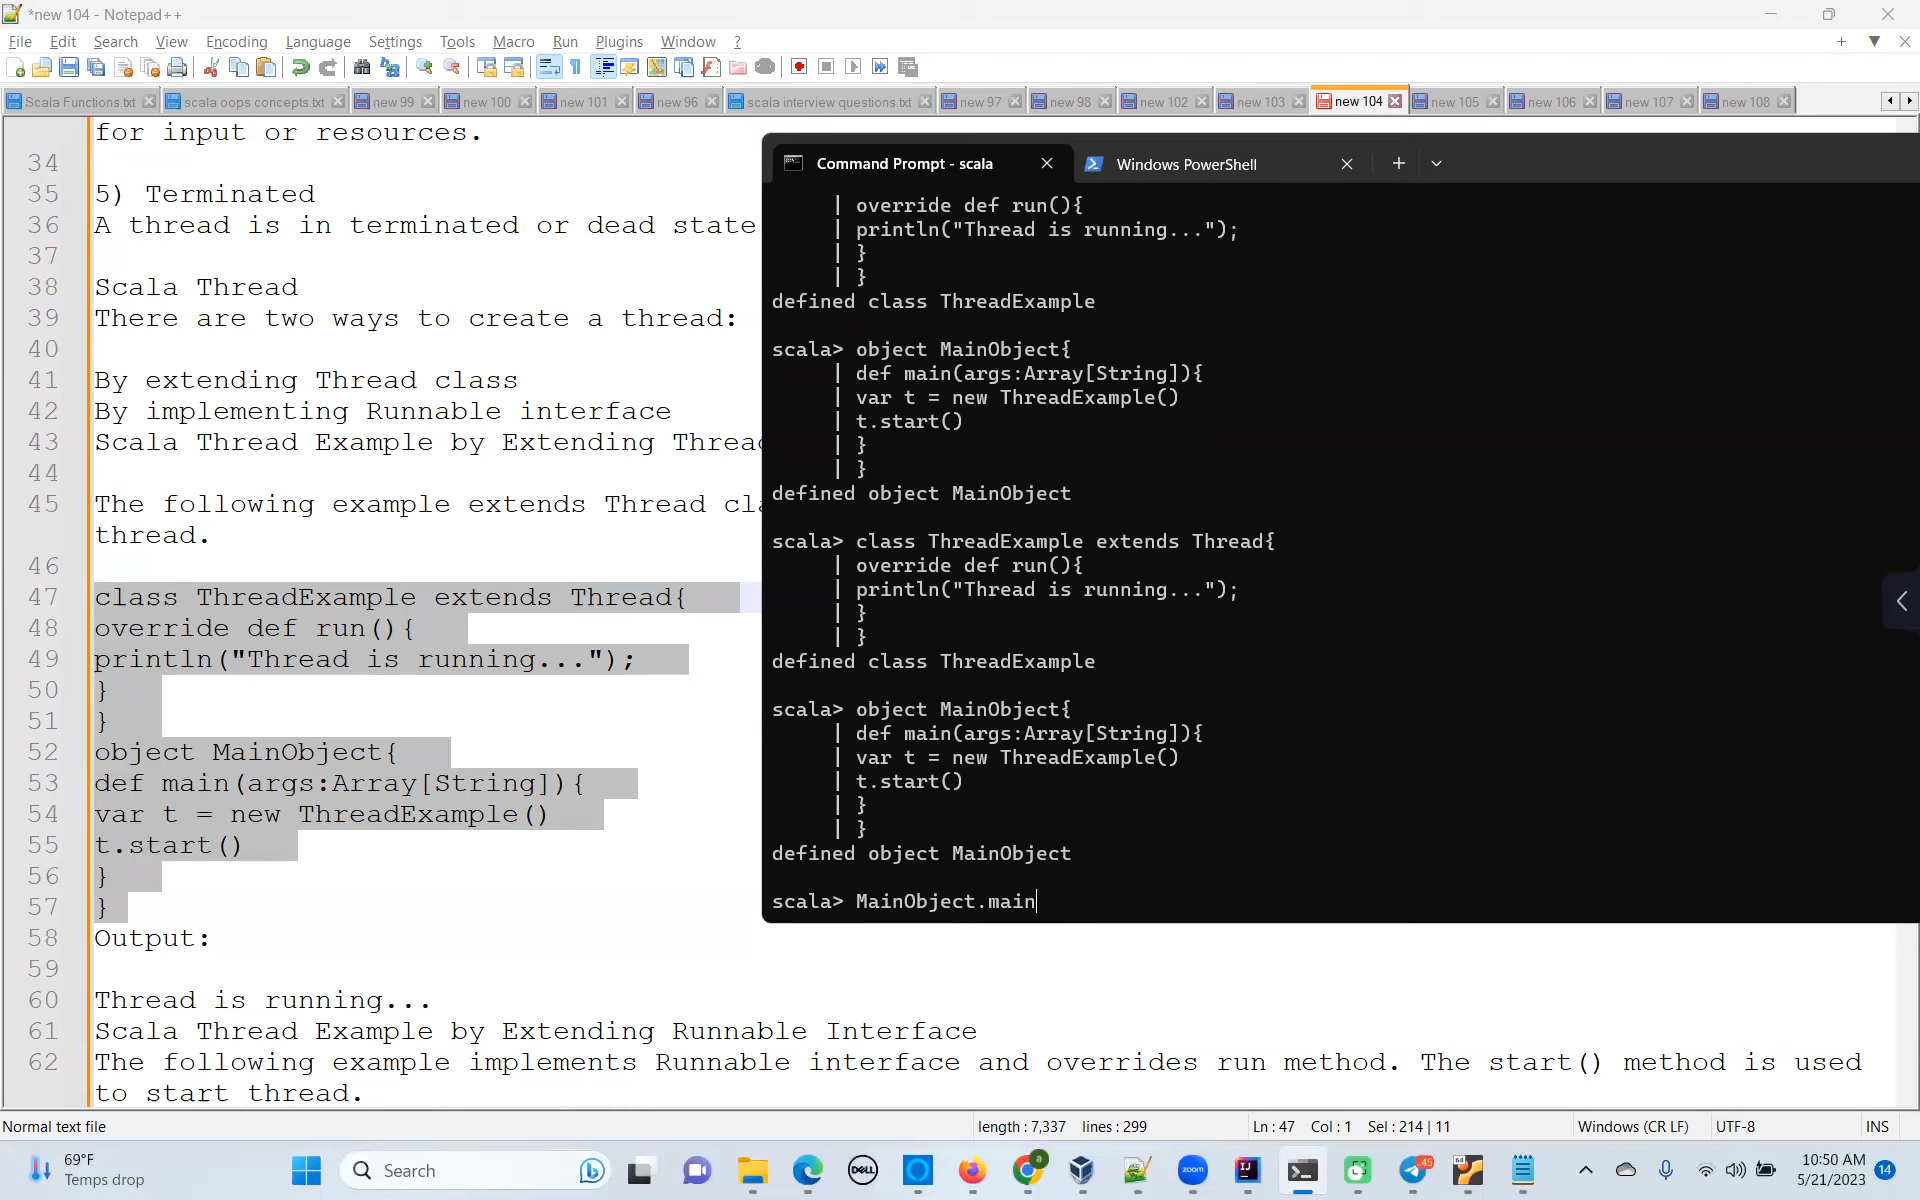 *new 104 - Notepad++
File Edit Search View Encoding Language Settings Tools Macro Run Plugins Window ?
Scala Functions.txt scala oops concepts.txt new 99 new 100 new 101 new 96 scala interview questions.txt new 97 new 98 new 102 new 103 new 104 new 105 new 106 new 107 new 108
for input or resources.
34
35 5) Terminated
36 A thread is in terminated or dead state
37
38 Scala Thread
39 There are two ways to create a thread:
40
41 By extending Thread class
42 By implementing Runnable interface
43 Scala Thread Example by Extending Threa
44
45 The following example extends Thread cl
thread.
46
47 class ThreadExample extends Thread{
48 override def run(){
49 println("Thread is running...");
50 }
51 }
52 object MainObject{
53 def main(args:Array[String]){
54 var t = new ThreadExample()
55 t.start()
56 }
57 }
58 Output:
59
60 Thread is running...
61 Scala Thread Example by Extending Runnable Interface
62 The following example implements Runnable interface and overrides run method. The start() method is used
to start thread.
Command Prompt - scala Windows PowerShell
| override def run(){
| println("Thread is running...");
| }
| }
defined class ThreadExample
scala> object MainObject{
| def main(args:Array[String]){
| var t = new ThreadExample()
| t.start()
| }
| }
defined object MainObject
scala> class ThreadExample extends Thread{
| override def run(){
| println("Thread is running...");
| }
| }
defined class ThreadExample
scala> object MainObject{
| def main(args:Array[String]){
| var t = new ThreadExample()
| t.start()
| }
| }
defined object MainObject
scala> MainObject.main
Normal text file length : 7,337 lines : 299 Ln : 47 Col : 1 Sel : 214 | 11 Windows (CR LF) UTF-8 INS
69°F
Temps drop
Search
DELL
zoom
IJ
45
64
10:50 AM
5/21/2023
14